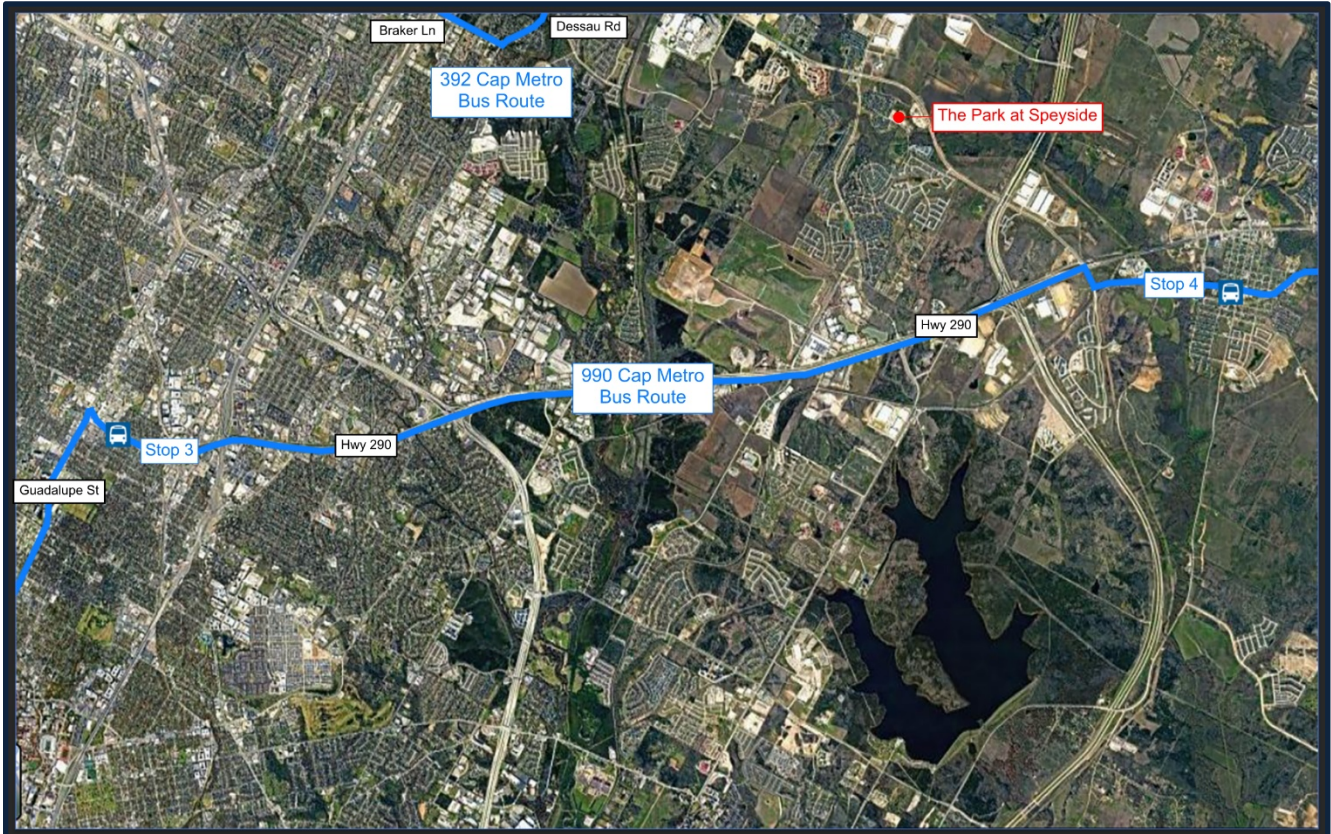 Braker Ln
Dessau Rd
392 Cap Metro
Bus Route
The Park at Speyside
Stop 4
Hwy 290
990 Cap Metro
Bus Route
Hwy 290
Stop 3
Guadalupe St